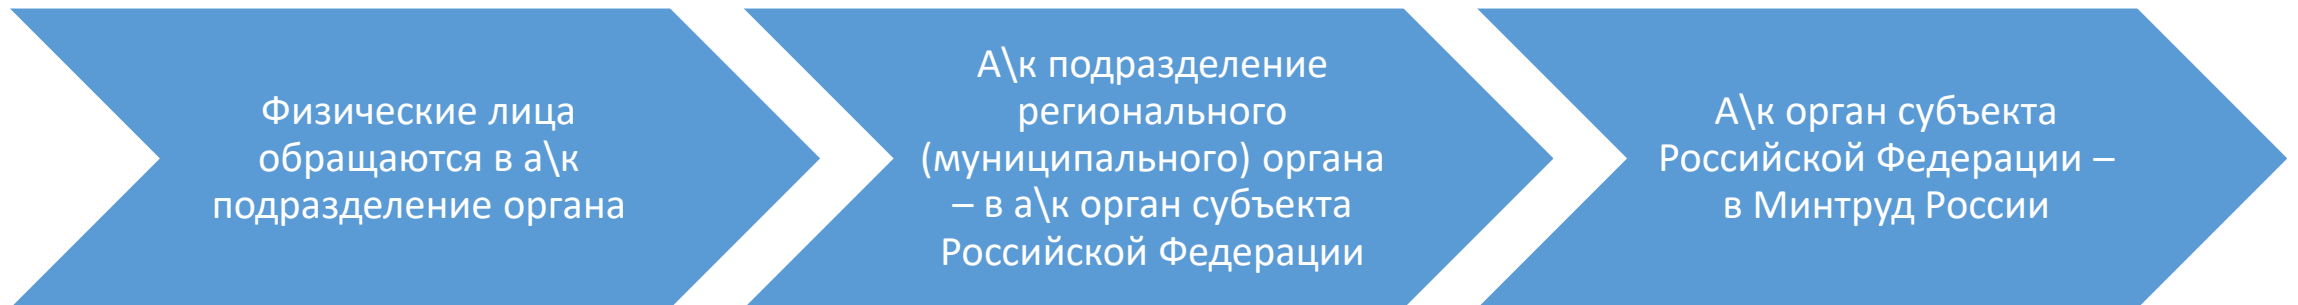 Физические лица
обращаются в а\к
подразделение органа
А\к подразделение
регионального
(муниципального) органа
– в а\к орган субъекта
Российской Федерации
А\к орган субъекта
Российской Федерации –
в Минтруд России